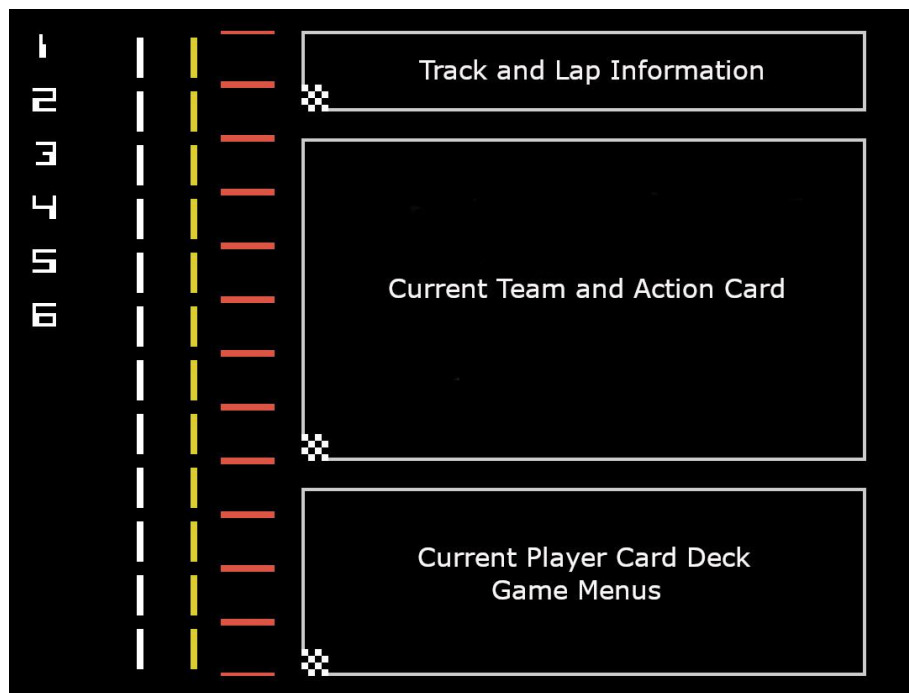 1
2
3
4
5
6
Track and Lap Information
Current Team and Action Card
Current Player Card Deck
Game Menus